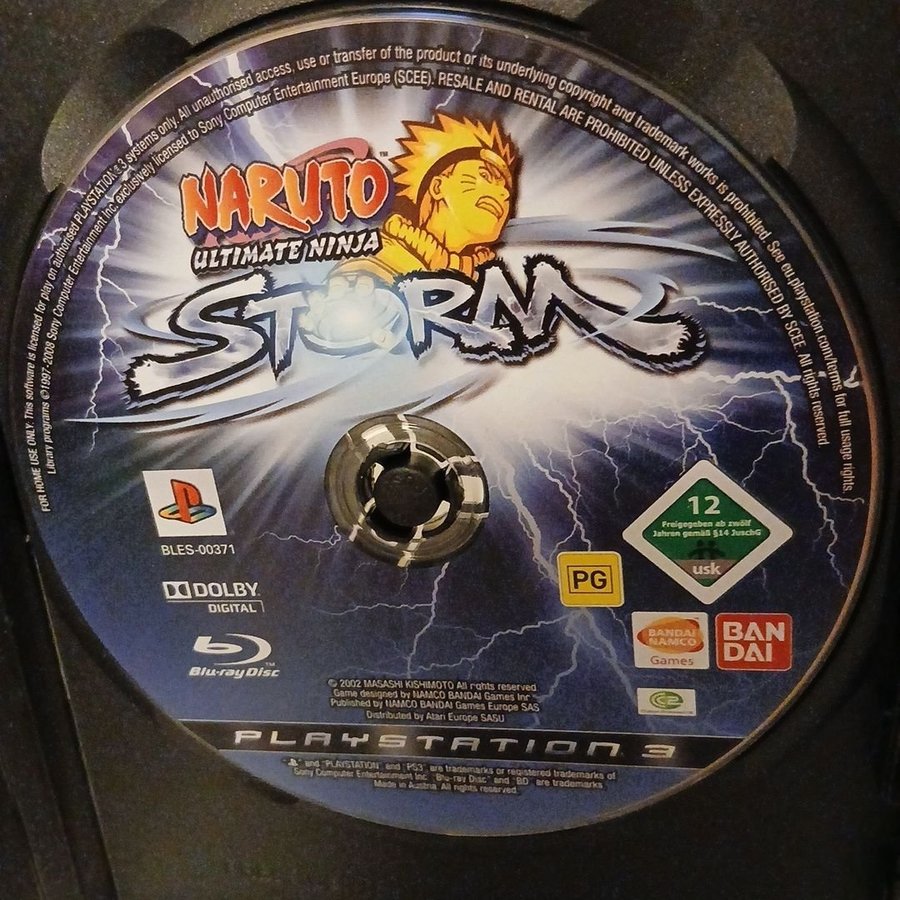 FOR HOME USE ONLY. This software is licensed for play on authorised PLAYSTATION®3 systems only. All unauthorised access, use or transfer of the product or its underlying copyright and trademark works is prohibited. See eu.playstation.com/terms for full usage rights.
Library programs ©1997-2008 Sony Computer Entertainment Inc. exclusively licensed to Sony Computer Entertainment Europe (SCEE). RESALE AND RENTAL ARE PROHIBITED UNLESS EXPRESSLY AUTHORISED BY SCEE. All rights reserved
NARUTO™
ULTIMATE NINJA
STORM
BLES-00371
12
Freigegeben ab zwölf
Jahren gemäß §14 JuschG
usk
PG
DOLBY
DIGITAL
BANDAI
NAMCO
Games
BAN
DAI
Blu-ray Disc™
© 2002 MASASHI KISHIMOTO All rights reserved
Game designed by NAMCO BANDAI Games Inc
Published by NAMCO BANDAI Games Europe SAS
Distributed by Atari Europe SASU
PLAYSTATION 3
" and "PLAYSTATION" and "PS3" are trademarks or registered trademarks of
Sony Computer Entertainment Inc. "Blu-ray Disc" and "BD" are trademarks
Made in Austria. All rights reserved.